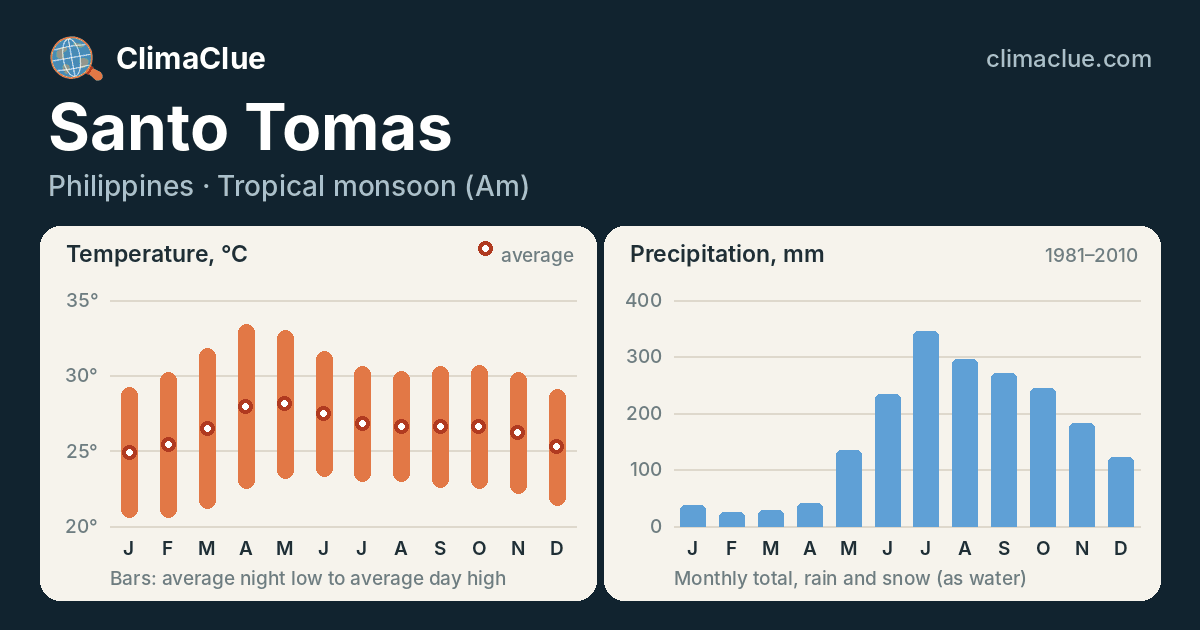 ClimaClue
climaclue.com
Santo Tomas
Philippines · Tropical monsoon (Am)
Temperature, °C
average
35°
30°
25°
20°
J F M A M J J A S O N D
Bars: average night low to average day high
Precipitation, mm
1981–2010
400
300
200
100
0
J F M A M J J A S O N D
Monthly total, rain and snow (as water)